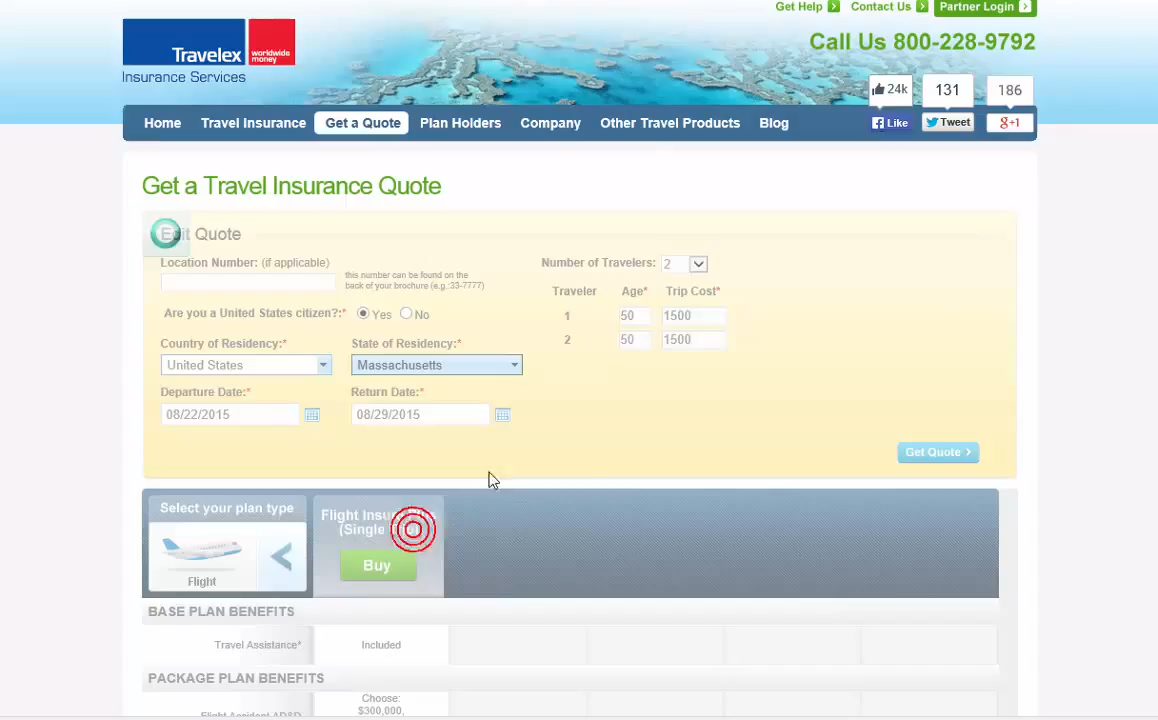 Get Help
Contact Us
Partner Login
Travelex
worldwide
money
Insurance Services
Call Us 800-228-9792
24k
131
186
Home
Travel Insurance
Get a Quote
Plan Holders
Company
Other Travel Products
Blog
Like
Tweet
+1
Get a Travel Insurance Quote
Edit Quote
Location Number: (if applicable)
this number can be found on the
back of your brochure (e.g.:33-7777)
Number of Travelers: 2
Traveler Age* Trip Cost*
1 50 1500
2 50 1500
Are you a United States citizen?:* Yes No
Country of Residency:*
State of Residency:*
United States
Massachusetts
Departure Date:*
Return Date:*
08/22/2015
08/29/2015
Get Quote
Select your plan type
Flight
Flight
(Single
Buy
BASE PLAN BENEFITS
Travel Assistance* Included
PACKAGE PLAN BENEFITS
Choose:
$300,000,
Flight Accident AD&D